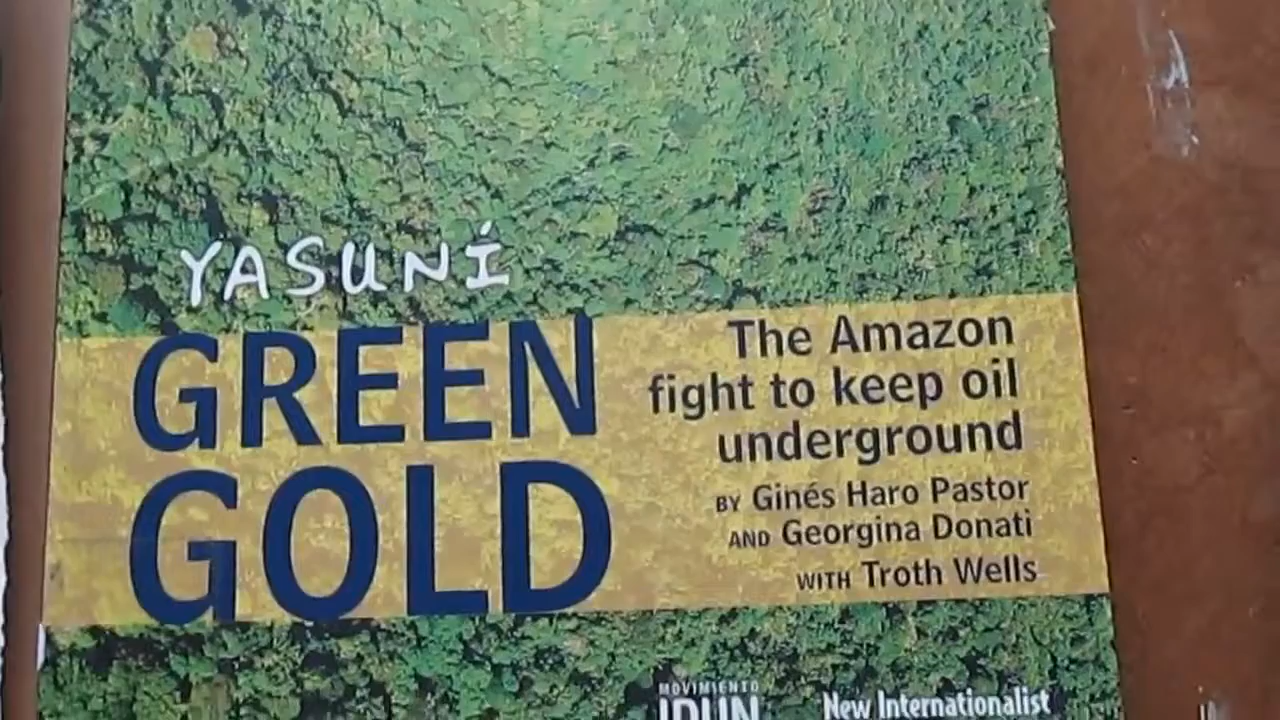 YASUNÍ
GREEN
GOLD
The Amazon
fight to keep oil
underground
BY Ginés Haro Pastor
AND Georgina Donati
WITH Troth Wells
MOVIMIENTO
New Internationalist